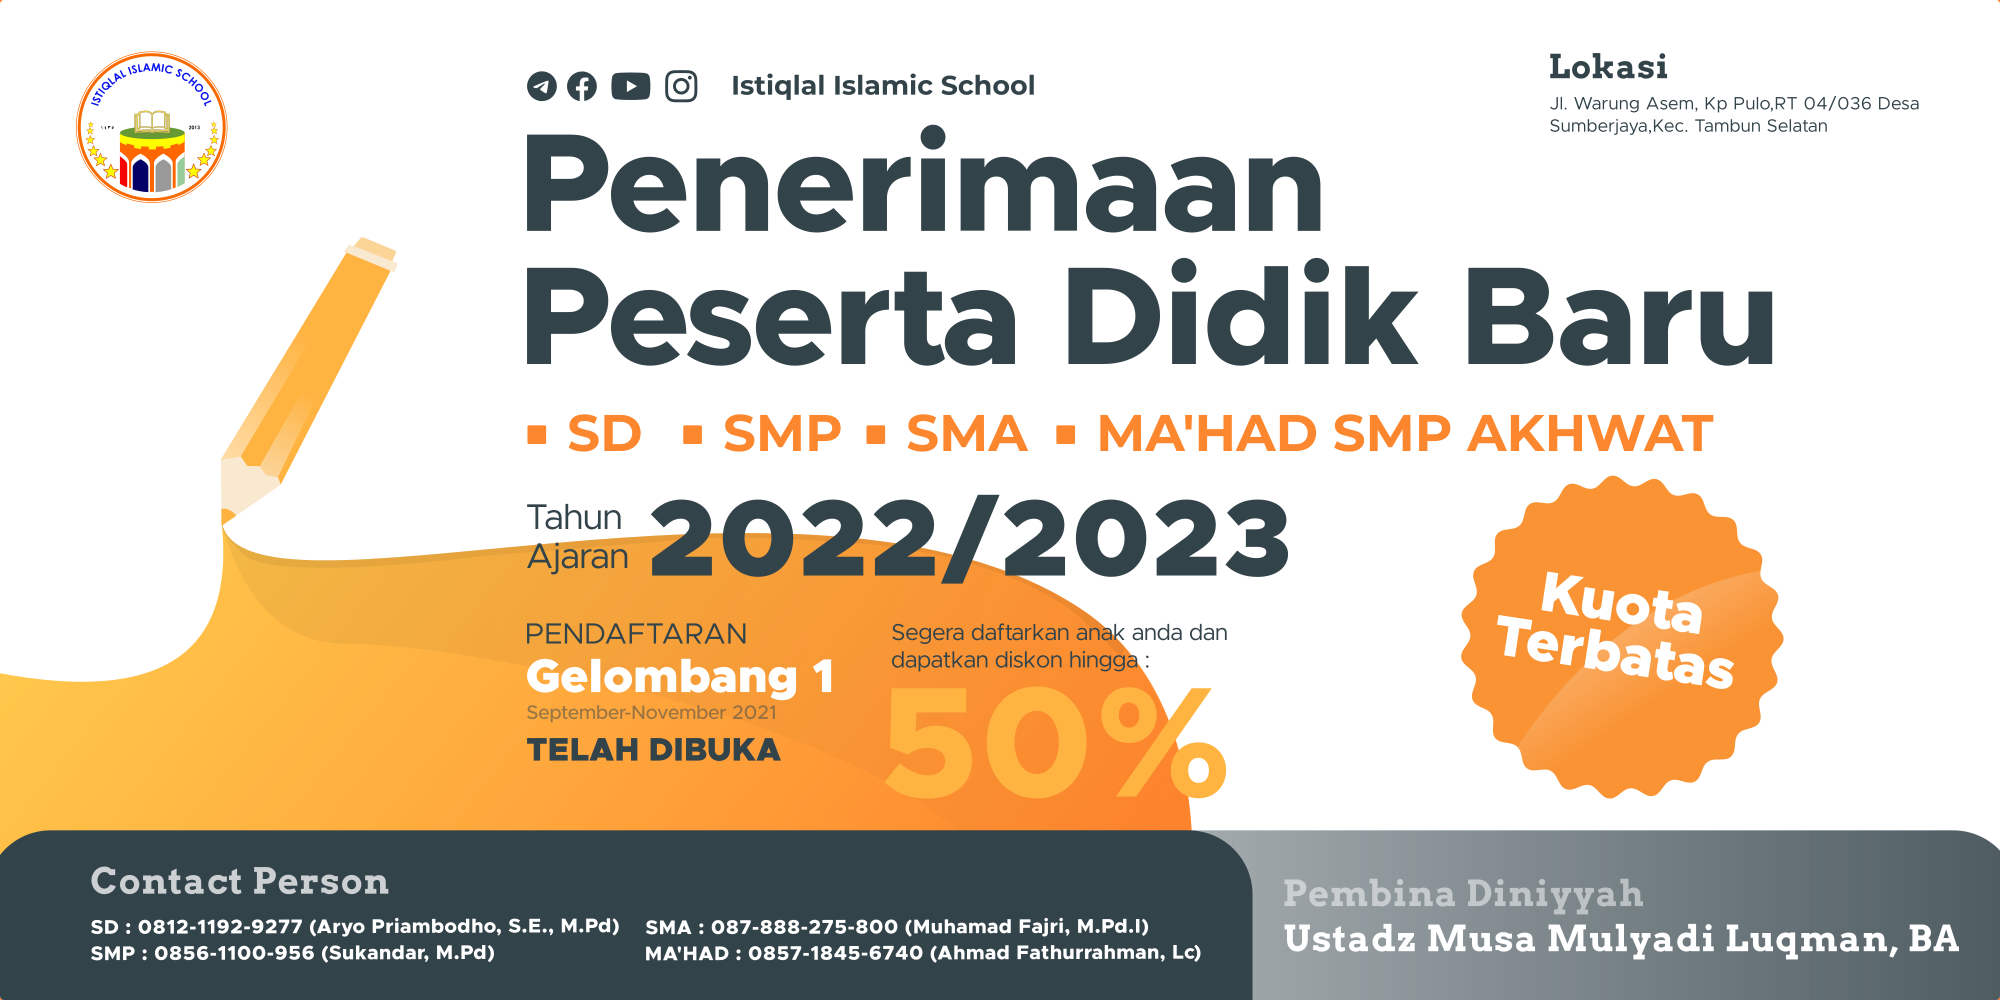 ISTIQLAL ISLAMIC SCHOOL
١٤٣٤
2013
Istiqlal Islamic School
Lokasi
Jl. Warung Asem, Kp Pulo,RT 04/036 Desa
Sumberjaya,Kec. Tambun Selatan
Penerimaan
Peserta Didik Baru
▪ SD ▪ SMP ▪ SMA ▪ MA'HAD SMP AKHWAT
Tahun
Ajaran
2022/2023
PENDAFTARAN
Gelombang 1
September-November 2021
TELAH DIBUKA
Segera daftarkan anak anda dan
dapatkan diskon hingga :
50%
Kuota
Terbatas
Contact Person
SD : 0812-1192-9277 (Aryo Priambodho, S.E., M.Pd)
SMP : 0856-1100-956 (Sukandar, M.Pd)
SMA : 087-888-275-800 (Muhamad Fajri, M.Pd.I)
MA'HAD : 0857-1845-6740 (Ahmad Fathurrahman, Lc)
Pembina Diniyyah
Ustadz Musa Mulyadi Luqman, BA